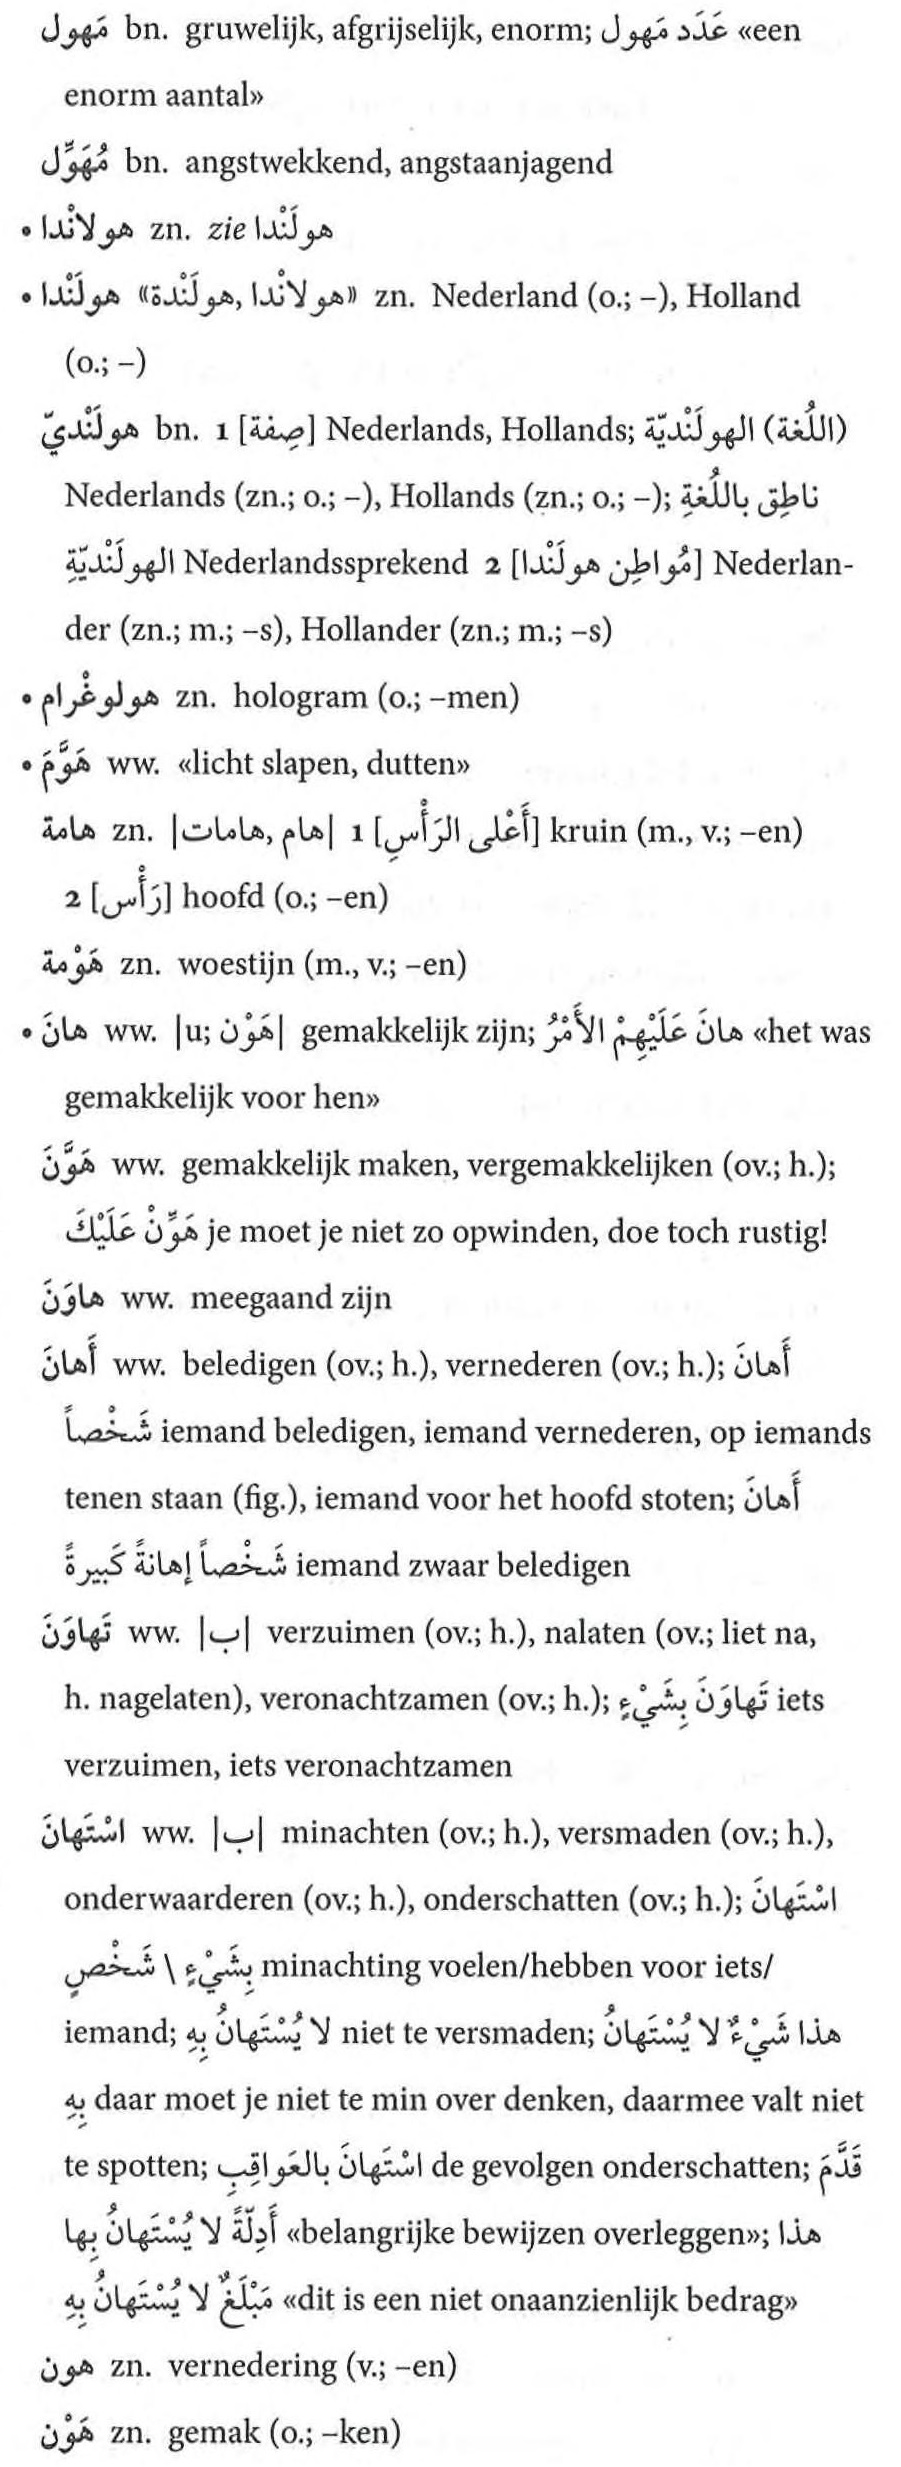 مَهول bn. gruwelijk, afgrijselijk, enorm; عَدَد مَهول «een
enorm aantal»
مُهَوِّل bn. angstwekkend, angstaanjagend
• هولانْدا zn. zie هولَنْدا
• هولَنْدا «هولانْدا, هولَنْدة» zn. Nederland (o.; –), Holland
(o.; –)
هولَنْديّ bn. 1 [صِفة] Nederlands, Hollands; (اللُّغة) الهولَنْديّة
Nederlands (zn.; o.; –), Hollands (zn.; o.; –); ناطِق بِاللُّغةِ
الهولَنْديّةِ Nederlandssprekend 2 [مُواطِن هولَنْدا] Nederlan-
der (zn.; m.; –s), Hollander (zn.; m.; –s)
• هولوغْرام zn. hologram (o.; –men)
• هَوَّمَ ww. «licht slapen, dutten»
هامة zn. |هام, هامات| 1 [أَعْلى الرَأْسِ] kruin (m., v.; –en)
2 [رَأْس] hoofd (o.; –en)
هَوْمة zn. woestijn (m., v.; –en)
• هانَ ww. |u; هَوْن| gemakkelijk zijn; هانَ عَلَيْهِمْ الأَمْرُ «het was
gemakkelijk voor hen»
هَوَّنَ ww. gemakkelijk maken, vergemakkelijken (ov.; h.);
هَوِّنْ عَلَيْكَ je moet je niet zo opwinden, doe toch rustig!
هاوَنَ ww. meegaand zijn
أَهانَ ww. beledigen (ov.; h.), vernederen (ov.; h.); أَهانَ
شَخْصاً iemand beledigen, iemand vernederen, op iemands
tenen staan (fig.), iemand voor het hoofd stoten; أَهانَ
شَخْصاً إهانةً كَبيرةً iemand zwaar beledigen
تَهاوَنَ ww. |ب| verzuimen (ov.; h.), nalaten (ov.; liet na,
h. nagelaten), veronachtzamen (ov.; h.); تَهاوَنَ بِشَيْءٍ iets
verzuimen, iets veronachtzamen
اسْتَهانَ ww. |ب| minachten (ov.; h.), versmaden (ov.; h.),
onderwaarderen (ov.; h.), onderschatten (ov.; h.); اسْتَهانَ
بِشَيْءٍ \ شَخْصٍ minachting voelen/hebben voor iets/
iemand; لا يُسْتَهانُ بِهِ niet te versmaden; هذا شَيْءٌ لا يُسْتَهانُ
بِهِ daar moet je niet te min over denken, daarmee valt niet
te spotten; اسْتَهانَ بِالعَواقِبِ de gevolgen onderschatten; قَدَّمَ
أَدِلّةً لا يُسْتَهانُ بِها «belangrijke bewijzen overleggen»; هذا
مَبْلَغٌ لا يُسْتَهانُ بِهِ «dit is een niet onaanzienlijk bedrag»
هون zn. vernedering (v.; –en)
هَوْن zn. gemak (o.; –ken)